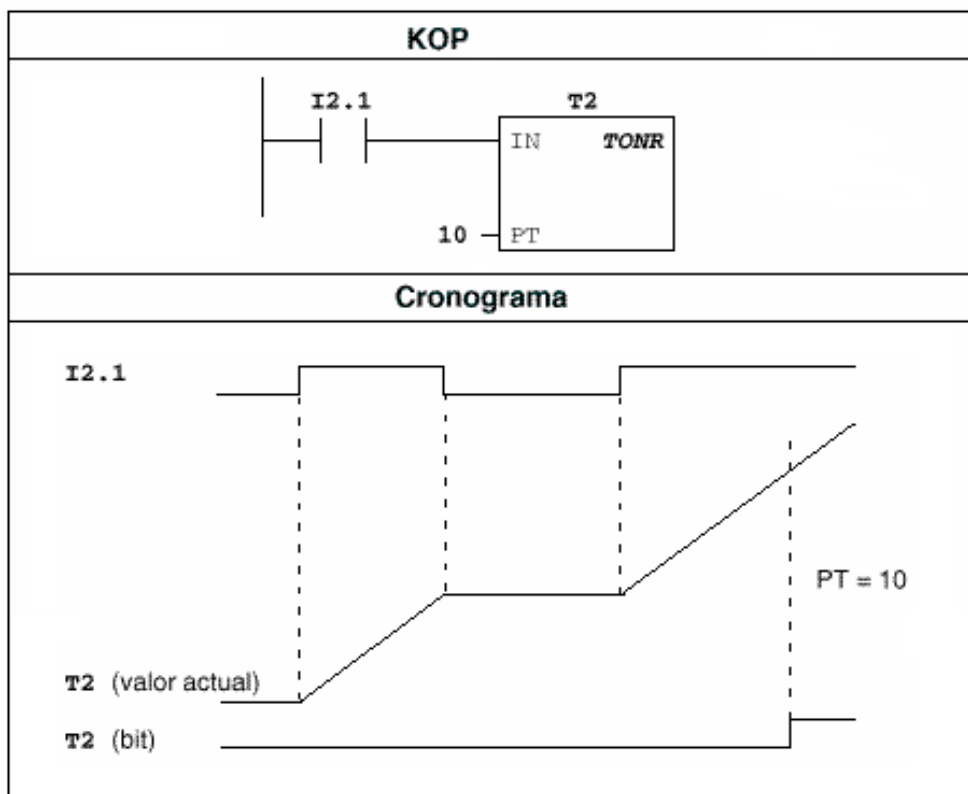 KOP
I2.1
T2
IN TONR
10 PT
Cronograma
I2.1
PT = 10
T2 (valor actual)
T2 (bit)